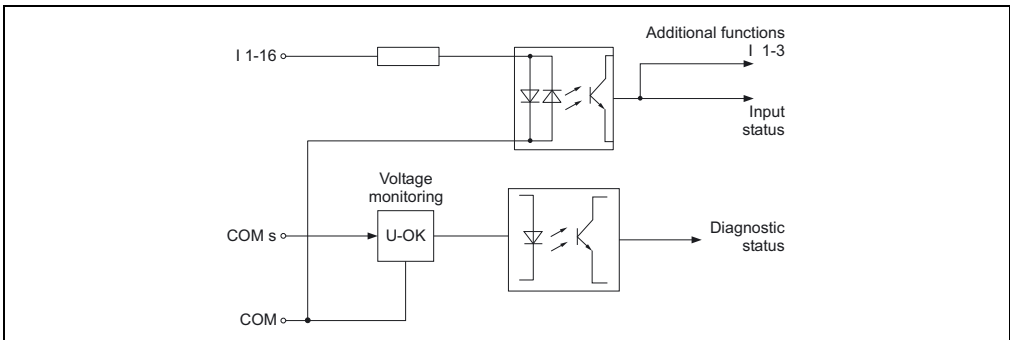 Additional functions
I 1-3
I 1-16
Input
status
Voltage
monitoring
COM s
U-OK
Diagnostic
status
COM